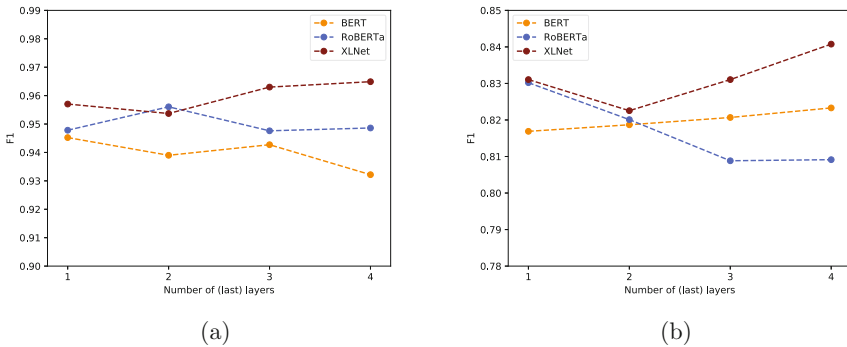 0.99
0.98
0.97
0.96
0.95
0.94
0.93
0.92
0.91
0.90
F1
1 2 3 4
Number of (last) layers
BERT
RoBERTa
XLNet
(a)
0.85
0.84
0.83
0.82
0.81
0.80
0.79
0.78
F1
1 2 3 4
Number of (last) layers
BERT
RoBERTa
XLNet
(b)